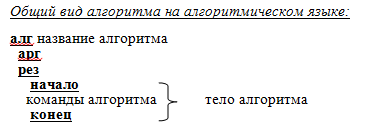 Общий вид алгоритма на алгоритмическом языке:
алг название алгоритма
арг
рез
начало
команды алгоритма тело алгоритма
конец